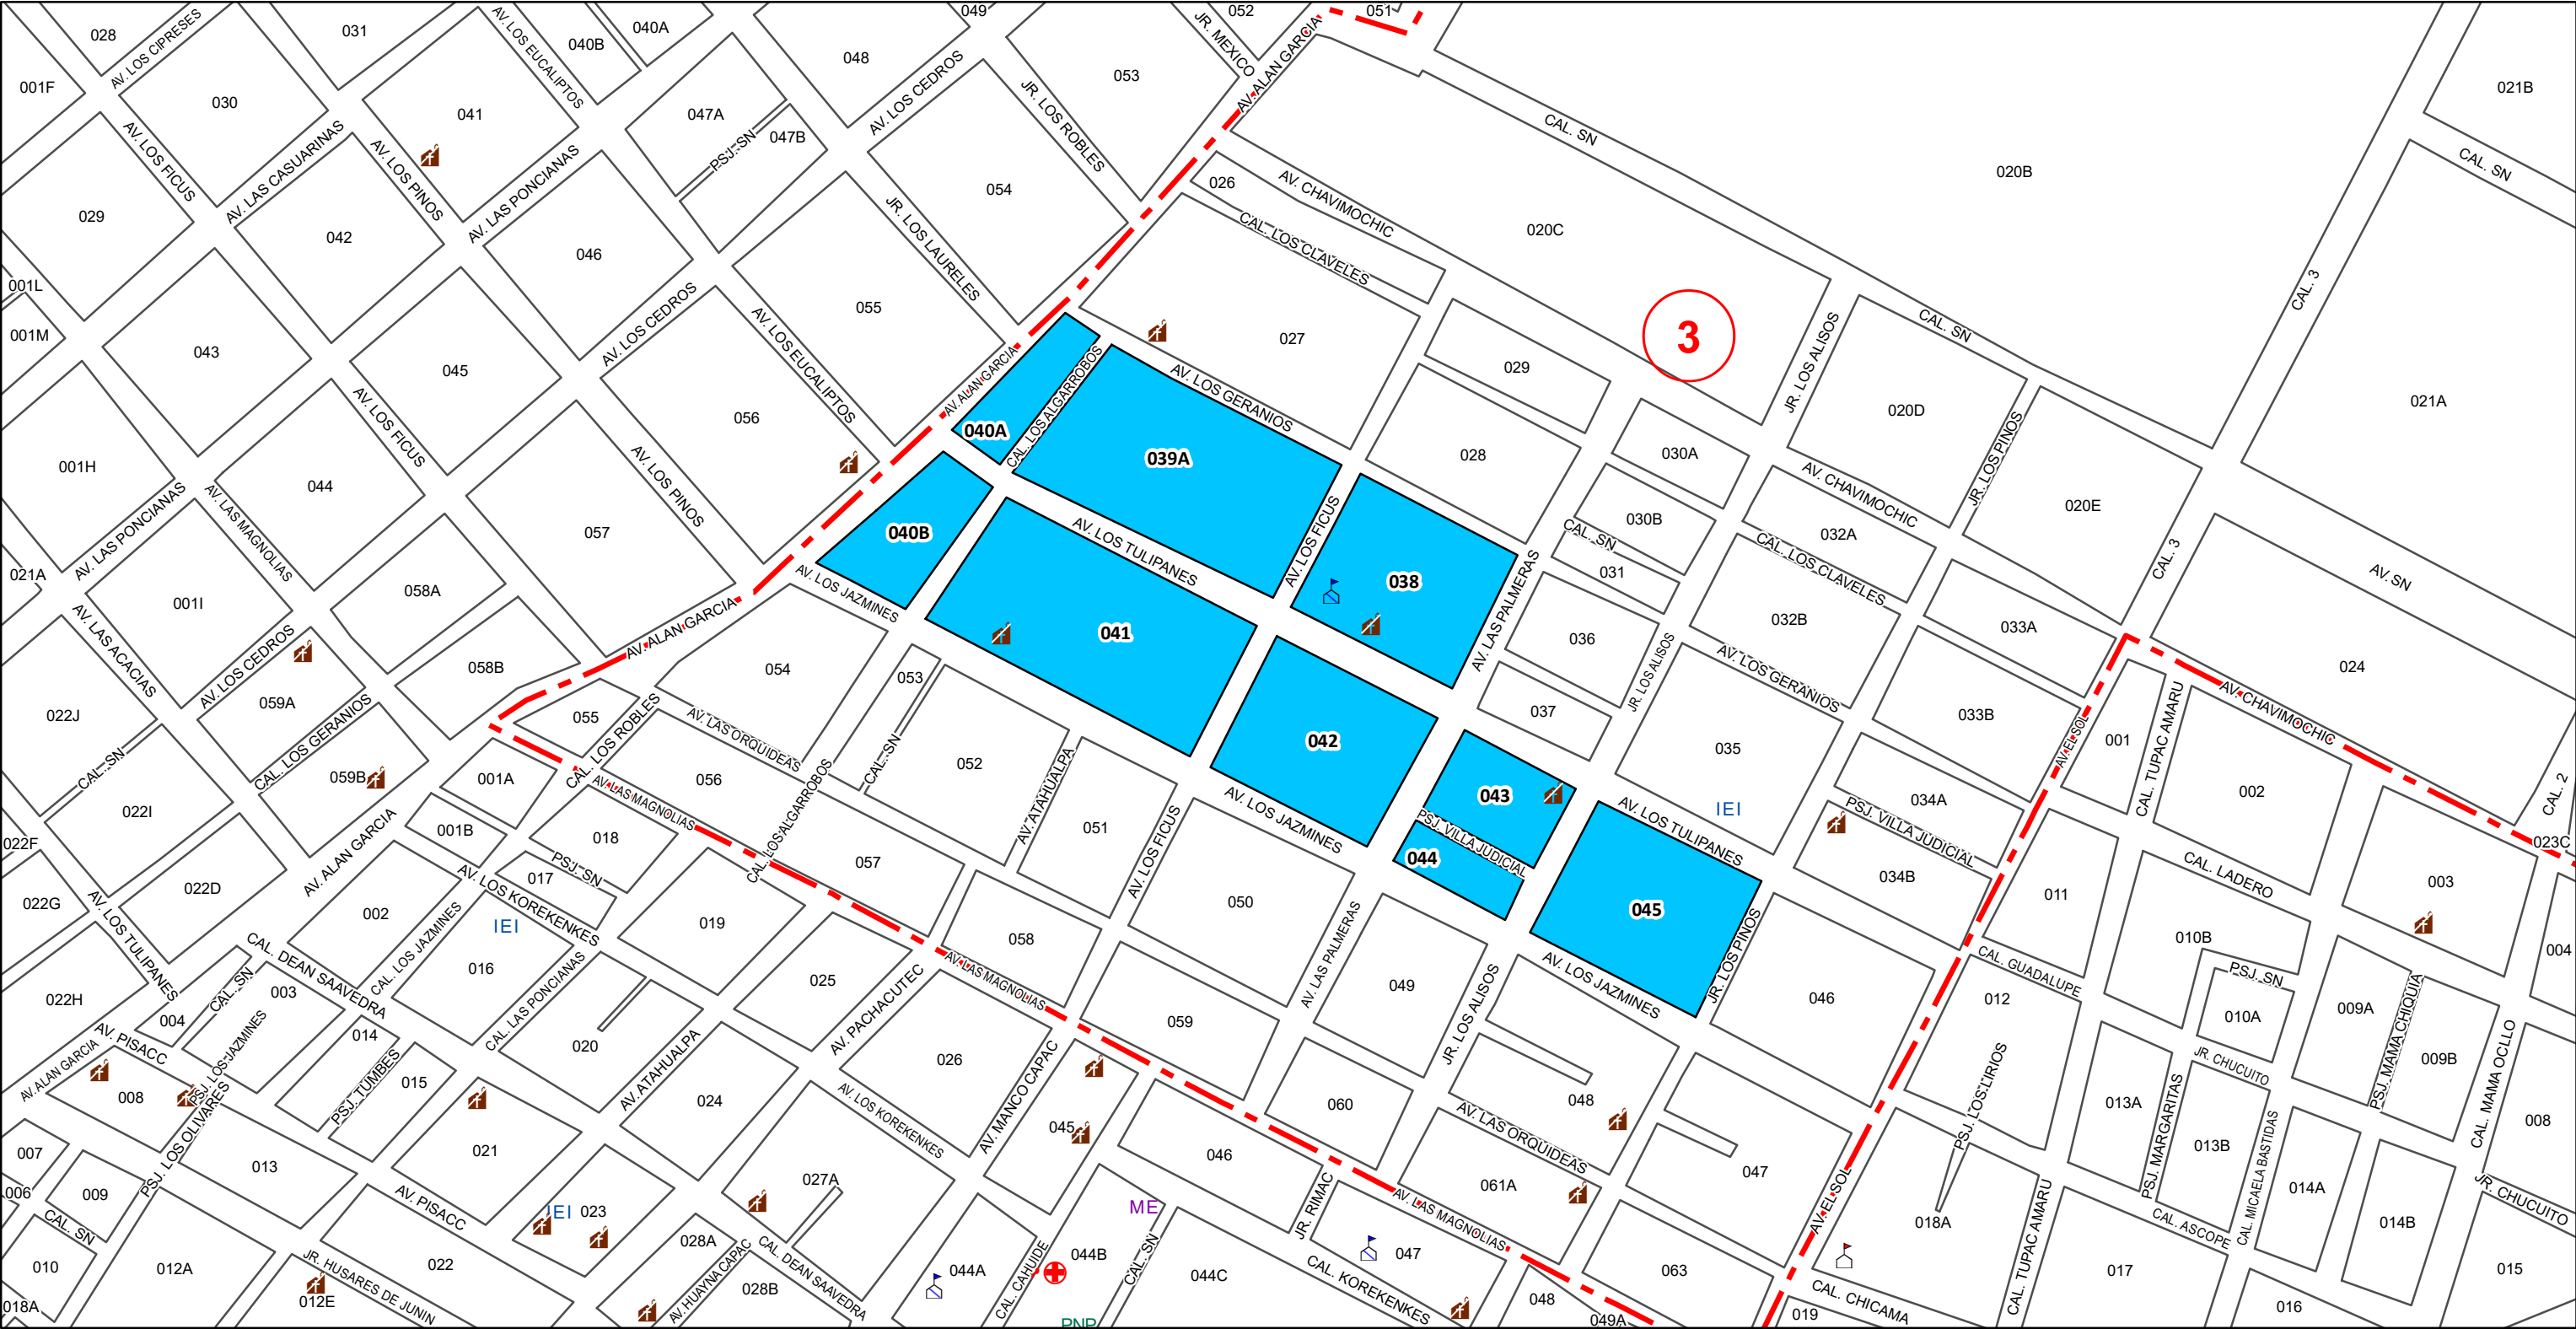 028
AV. LOS CIPRESES
031
AV. LOS EUCALIPTOS
040B
040A
049
048
AV. LOS CEDROS
053
JR. MEXICO
052
051
AV. ALAN GARCIA
001F
030
041
047A
PSJ. SN
047B
JR. LOS ROBLES
CAL. SN
020B
021B
CAL. SN
AV. LOS FICUS
AV. LAS CASUARINAS
AV. LOS PINOS
AV. LAS PONCIANAS
054
JR. LOS LAURELES
026
AV. CHAVIMOCHIC
020C
CAL. LOS CLAVELES
029
042
046
055
001L
001M
043
045
AV. LOS CEDROS
AV. LOS EUCALIPTOS
056
027
3
CAL. 3
CAL. SN
JR. LOS ALISOS
020D
021A
AV. ALAN GARCIA
040A
CAL. LOS ALGARROBOS
AV. LOS GERANIOS
039A
029
028
030A
AV. CHAVIMOCHIC
JR. LOS PINOS
020E
001H
AV. LOS FICUS
044
AV. LAS PONCIANAS
AV. LAS MAGNOLIAS
AV. LOS PINOS
057
040B
AV. LOS TULIPANES
AV. LOS FICUS
038
030B
CAL. SN
031
032A
CAL. LOS CLAVELES
CAL. 3
AV. SN
021A
001I
058A
AV. LOS JAZMINES
041
AV. LAS PALMERAS
036
032B
033A
024
AV. LAS ACACIAS
AV. LOS CEDROS
058B
AV. ALAN GARCIA
054
053
037
JR. LOS ALISOS
AV. LOS GERANIOS
033B
AV. CHAVIMOCHIC
022J
059A
CAL. LOS GERANIOS
055
CAL. LOS ROBLES
AV. LAS ORQUIDEAS
CAL. SN
052
AV. ATAHUALPA
042
035
AV. EL SOL
001
CAL. TUPAC AMARU
002
CAL. SN
059B
001A
AV. LAS MAGNOLIAS
056
CAL. LOS ALGARROBOS
043
IEI
034A
CAL. 2
022I
AV. ALAN GARCIA
001B
018
051
AV. LOS FICUS
AV. LOS JAZMINES
PSJ. VILLA JUDICIAL
044
AV. LOS TULIPANES
PSJ. VILLA JUDICIAL
023C
022F
022D
PSJ. SN
017
057
050
034B
011
CAL. LADERO
003
022G
AV. LOS TULIPANES
002
AV. LOS KOREKENKES
IEI
019
058
AV. LAS PALMERAS
045
JR. LOS PINOS
010B
004
022H
CAL. SN
CAL. DEAN SAAVEDRA
CAL. LOS JAZMINES
016
CAL. LAS PONCIANAS
025
AV. PACHACUTEC
AV. LAS MAGNOLIAS
059
049
JR. LOS ALISOS
AV. LOS JAZMINES
046
CAL. GUADALUPE
012
PSJ. SN
010A
009A
PSJ. MAMA CHIQUIA
004
003
PSJ. LOS JAZMINES
014
020
AV. ATAHUALPA
026
AV. PISACC
AV. ALAN GARCIA
PSJ. TUMBES
015
JR. CHUCUITO
009B
CAL. MAMA OCLLO
008
PSJ. LOS OLIVARES
024
AV. LOS KOREKENKES
AV. MANCO CAPAC
045
060
048
AV. LAS ORQUIDEAS
PSJ. LOS LIRIOS
013A
PSJ. MARGARITAS
013B
CAL. MICAELA BASTIDAS
008
007
013
021
027A
046
061A
047
AV. EL SOL
014A
JR. CHUCUITO
006
009
AV. PISACC
IEI
023
ME
JR. RIMAC
AV. LAS MAGNOLIAS
018A
CAL. TUPAC AMARU
CAL. ASCOPE
014B
CAL. SN
010
012A
JR. HUSARES DE JUNIN
022
028A
AV. HUAYNA CAPAC
CAL. DEAN SAAVEDRA
044A
CAL. CAHUIDE
044B
CAL. SN
044C
CAL. KOREKENKES
047
063
017
015
018A
012E
028B
PNP
048
049A
CAL. CHICAMA
019
016